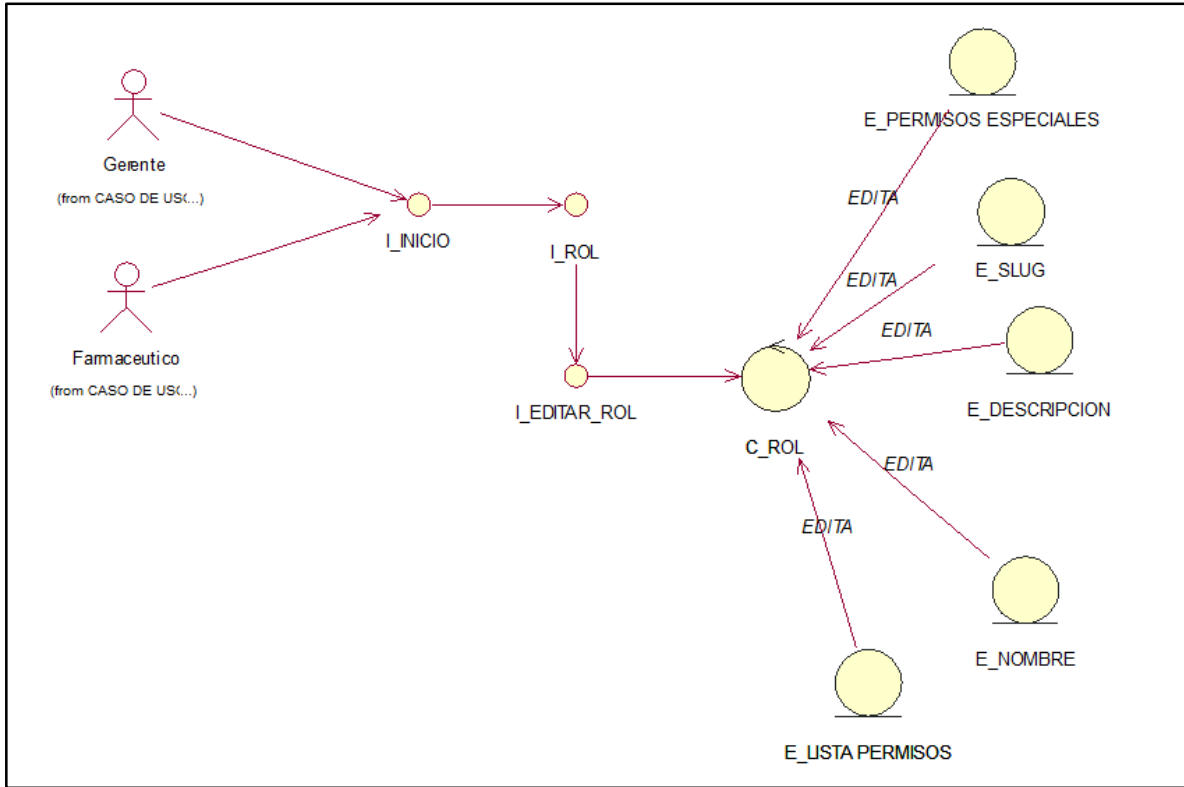 E_PERMISOS ESPECIALES
Gerente
(from CASO DE US(...)
EDITA
I_INICIO
I_ROL
E_SLUG
EDITA
Farmaceutico
(from CASO DE US(...)
EDITA
I_EDITAR_ROL
E_DESCRIPCION
C_ROL
EDITA
EDITA
E_NOMBRE
E_LISTA PERMISOS